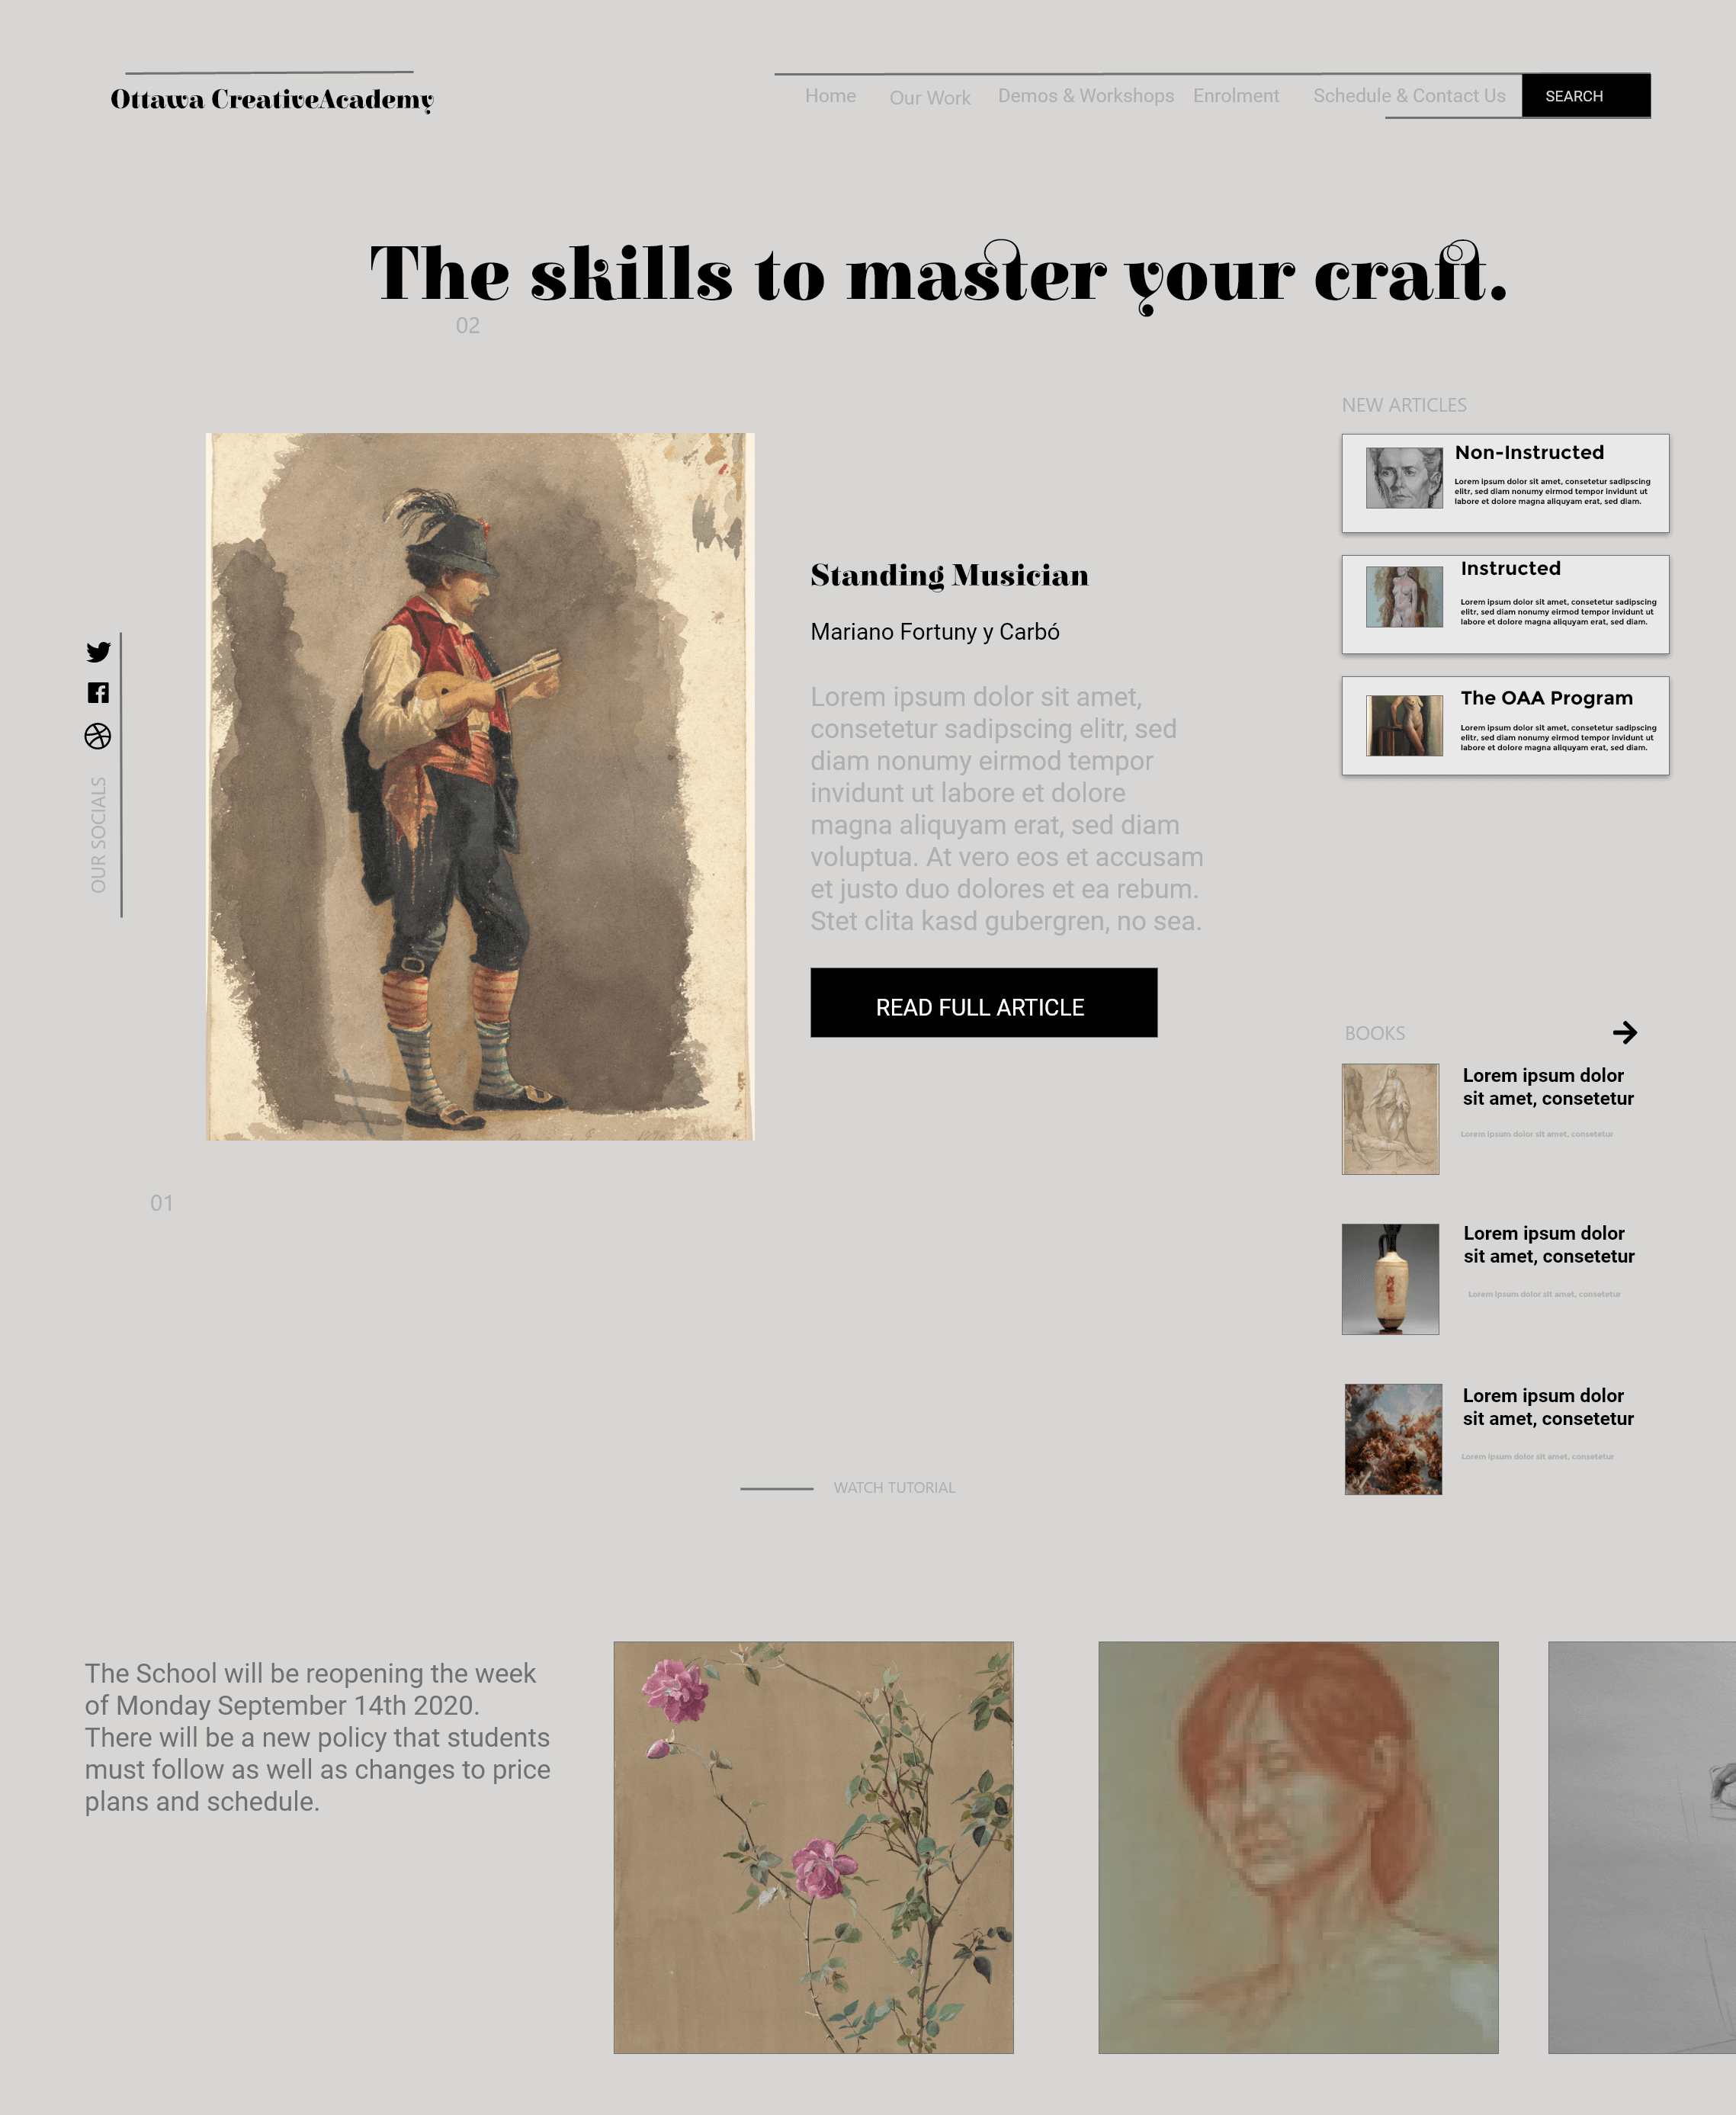 Ottawa CreativeAcademy
Home
Our Work
Demos & Workshops
Enrolment
Schedule & Contact Us
SEARCH
The skills to master your craft.
02
NEW ARTICLES
Non-Instructed
Lorem ipsum dolor sit amet, consetetur sadipscing
elitr, sed diam nonumy eirmod tempor invidunt ut
labore et dolore magna aliquyam erat, sed diam.
Instructed
Lorem ipsum dolor sit amet, consetetur sadipscing
elitr, sed diam nonumy eirmod tempor invidunt ut
labore et dolore magna aliquyam erat, sed diam.
The OAA Program
Lorem ipsum dolor sit amet, consetetur sadipscing
elitr, sed diam nonumy eirmod tempor invidunt ut
labore et dolore magna aliquyam erat, sed diam.
Standing Musician
Mariano Fortuny y Carbó
Lorem ipsum dolor sit amet,
consetetur sadipscing elitr, sed
diam nonumy eirmod tempor
invidunt ut labore et dolore
magna aliquyam erat, sed diam
voluptua. At vero eos et accusam
et justo duo dolores et ea rebum.
Stet clita kasd gubergren, no sea.
READ FULL ARTICLE
OUR SOCIALS
01
BOOKS
Lorem ipsum dolor
sit amet, consetetur
Lorem ipsum dolor sit amet, consetetur
Lorem ipsum dolor
sit amet, consetetur
Lorem ipsum dolor sit amet, consetetur
Lorem ipsum dolor
sit amet, consetetur
Lorem ipsum dolor sit amet, consetetur
WATCH TUTORIAL
The School will be reopening the week
of Monday September 14th 2020.
There will be a new policy that students
must follow as well as changes to price
plans and schedule.